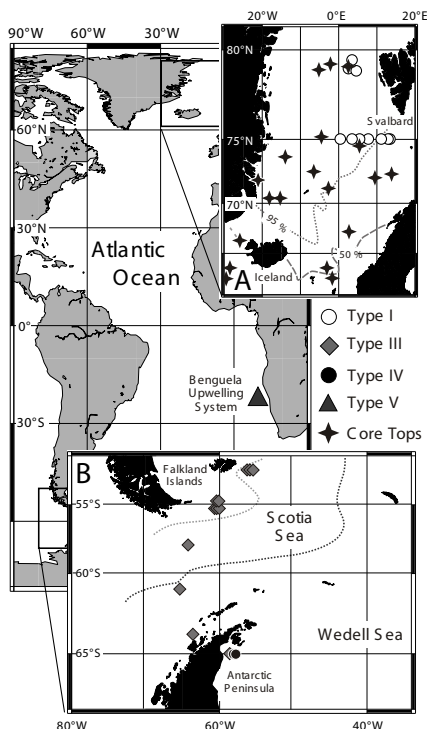 20°W 0°E 20°E
90°W 60°W 30°W
80°N
Svalbard
60°N
75°N
30°N
70°N
95 %
50 %
Atlantic
Ocean
Iceland
A
Type I
0°
Type III
Type IV
Benguela
Upwelling
System
Type V
30°S
Core Tops
B
Falkland
Islands
55°S
Scotia
Sea
60°S
Wedell Sea
65°S
Antarctic
Peninsula
80°W 60°W 40°W